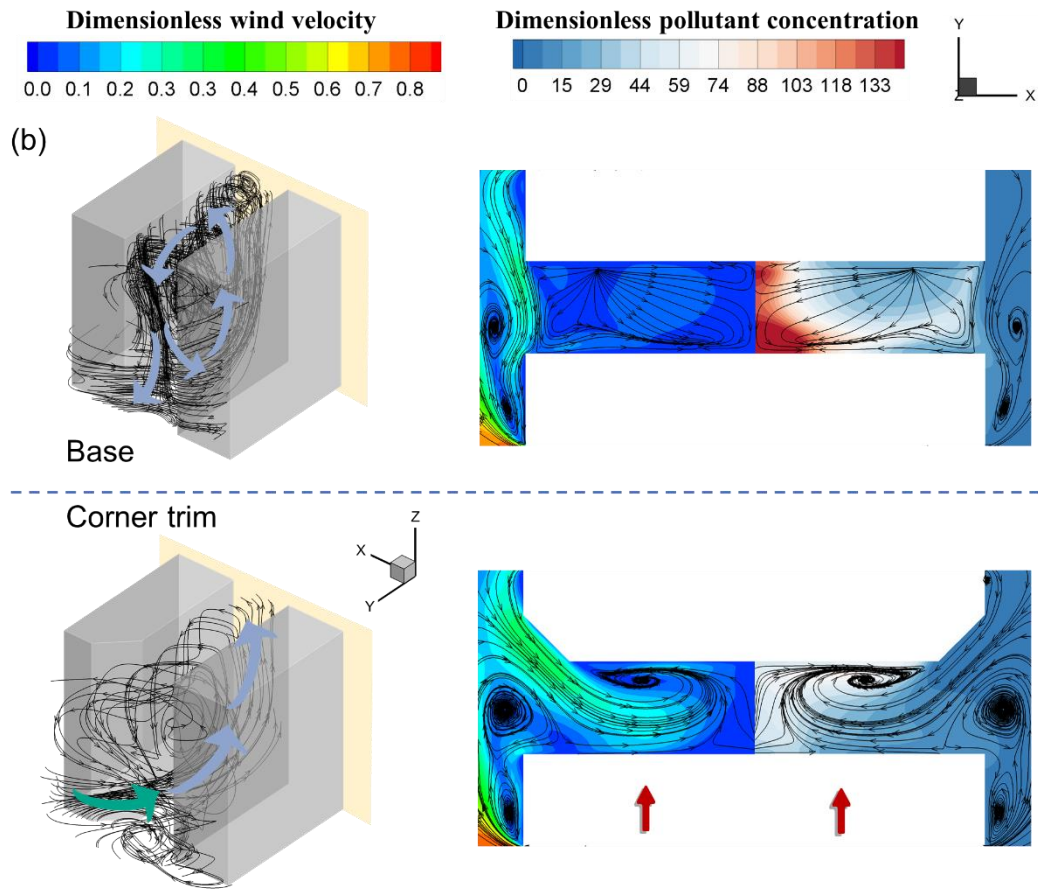 Dimensionless wind velocity
0.0 0.1 0.2 0.3 0.3 0.4 0.5 0.6 0.7 0.8
Dimensionless pollutant concentration
0 15 29 44 59 74 88 103 118 133
Y
Z X
(b)
Base
Corner trim
Z
X
Y